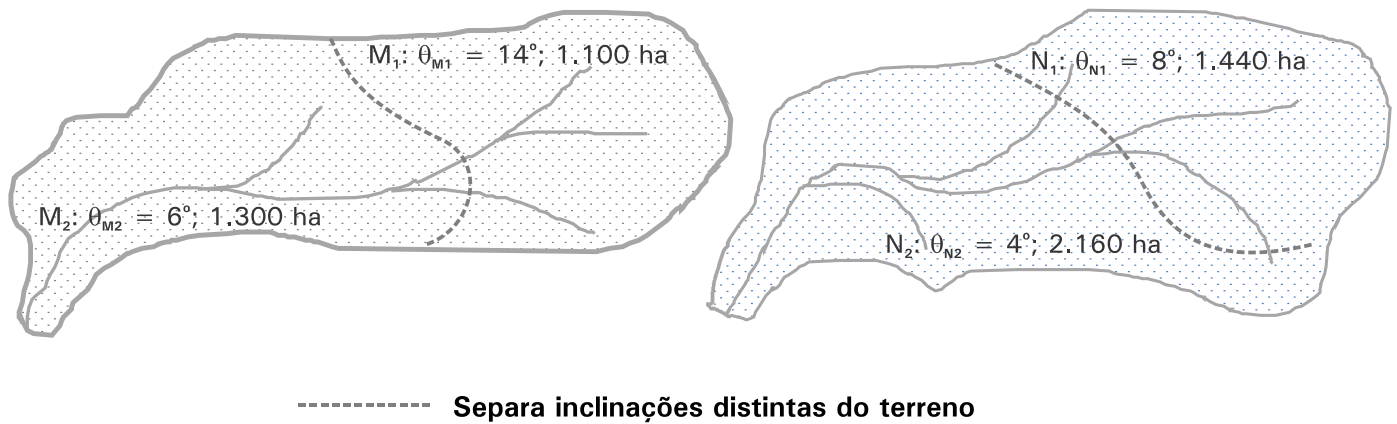 M₁: θM1 = 14°; 1.100 ha
M₂: θM2 = 6°; 1.300 ha
N₁: θN1 = 8°; 1.440 ha
N₂: θN2 = 4°; 2.160 ha
Separa inclinações distintas do terreno